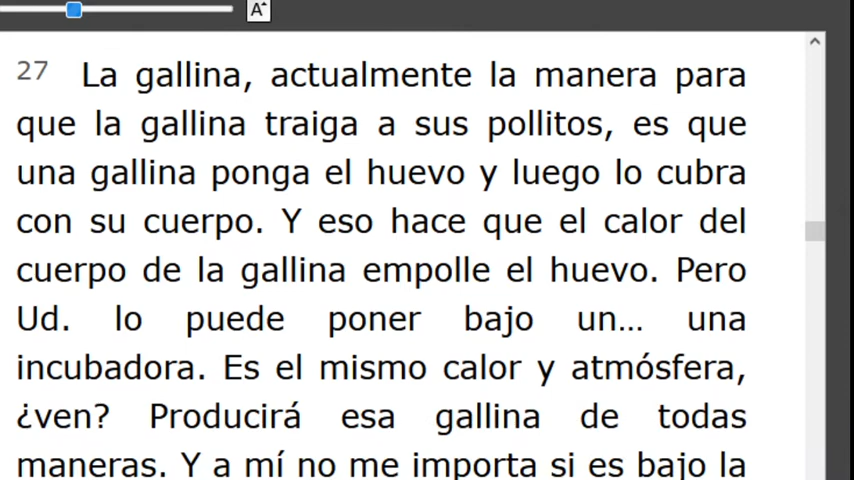 A
27 La gallina, actualmente la manera para
que la gallina traiga a sus pollitos, es que
una gallina ponga el huevo y luego lo cubra
con su cuerpo. Y eso hace que el calor del
cuerpo de la gallina empolle el huevo. Pero
Ud. lo puede poner bajo un... una
incubadora. Es el mismo calor y atmósfera,
¿ven? Producirá esa gallina de todas
maneras. Y a mí no me importa si es bajo la